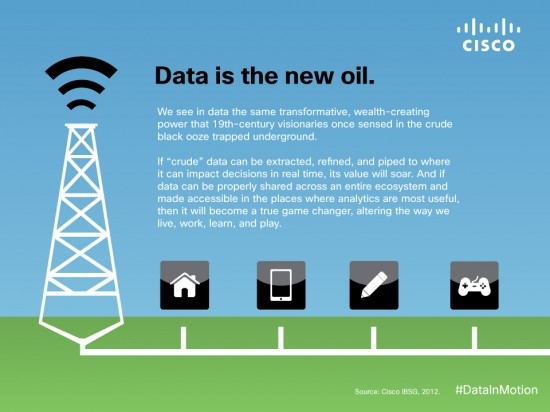 CISCO
Data is the new oil.
We see in data the same transformative, wealth-creating
power that 19th-century visionaries once sensed in the crude
black ooze trapped underground.
If “crude” data can be extracted, refined, and piped to where
it can impact decisions in real time, its value will soar. And if
data can be properly shared across an entire ecosystem and
made accessible in the places where analytics are most useful,
then it will become a true game changer, altering the way we
live, work, learn, and play.
Source: Cisco IBSG, 2012.
#DataInMotion